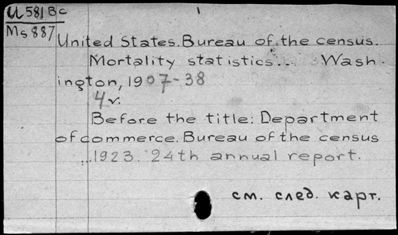 U 581 Bc
Ms 887
United States. Bureau of the census.
Mortality statistics... Wash-
ington, 1907-38
4 v.
Before the title: Department
of commerce. Bureau of the census
...1923. 24th annual report.
см. след. карт.